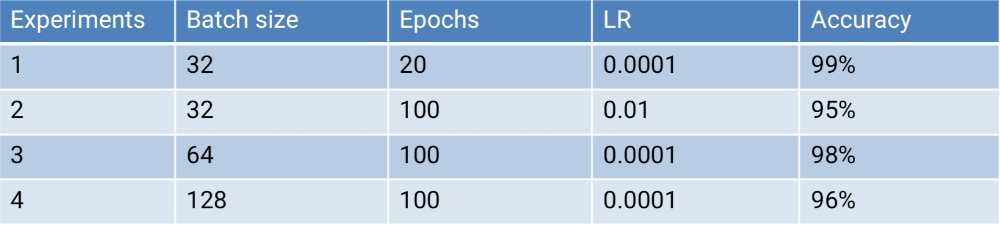 Experiments Batch size Epochs LR Accuracy
1 32 20 0.0001 99%
2 32 100 0.01 95%
3 64 100 0.0001 98%
4 128 100 0.0001 96%